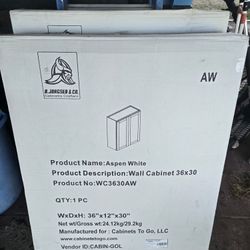 AW
Product Name:Aspen White
Product Description:Wall Cabinet 36x30
Product No:WC3630AW
QTY:1 PC
WxDxH: 36"x12"x30"
Net wt/Gross wt:24.12kg/29.2kg
Manufactured for : Cabinets To Go, LLC
www.cabinetstogo.com
Vendor ID:CABIN-GOL